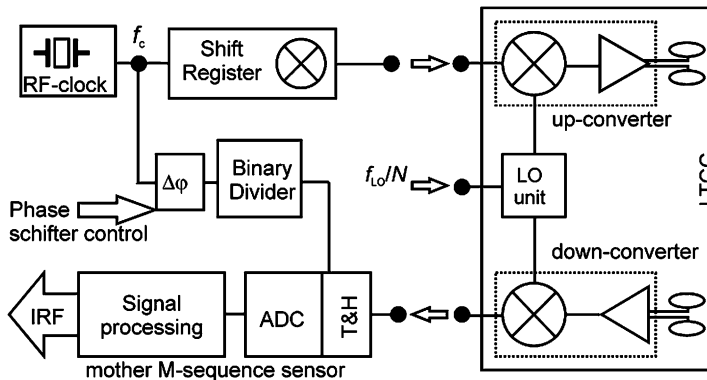 f_c
Shift
Register
RF-clock
up-converter
Δφ
Binary
Divider
f_LO/N
LO
unit
LTCC
Phase
schifter control
down-converter
IRF
Signal
processing
ADC
T&H
mother M-sequence sensor